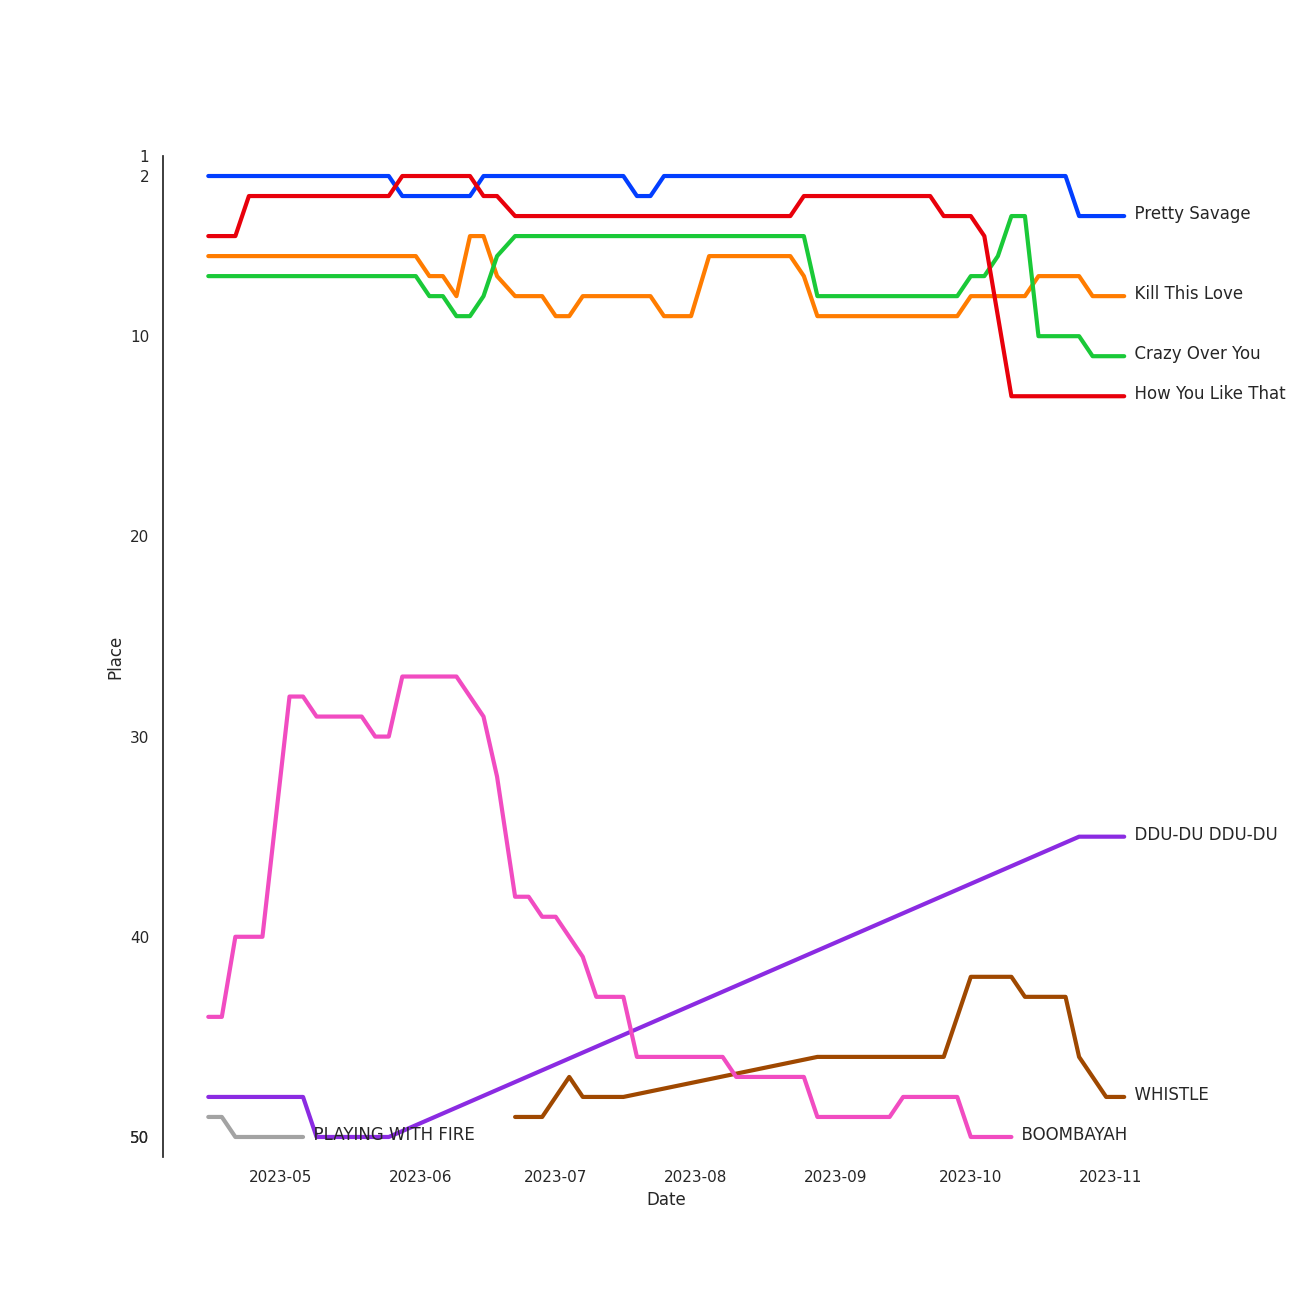 1
2
Pretty Savage
Kill This Love
10
Crazy Over You
How You Like That
20
Place
30
DDU-DU DDU-DU
40
WHISTLE
50
PLAYING WITH FIRE
BOOMBAYAH
2023-05 2023-06 2023-07 2023-08 2023-09 2023-10 2023-11
Date